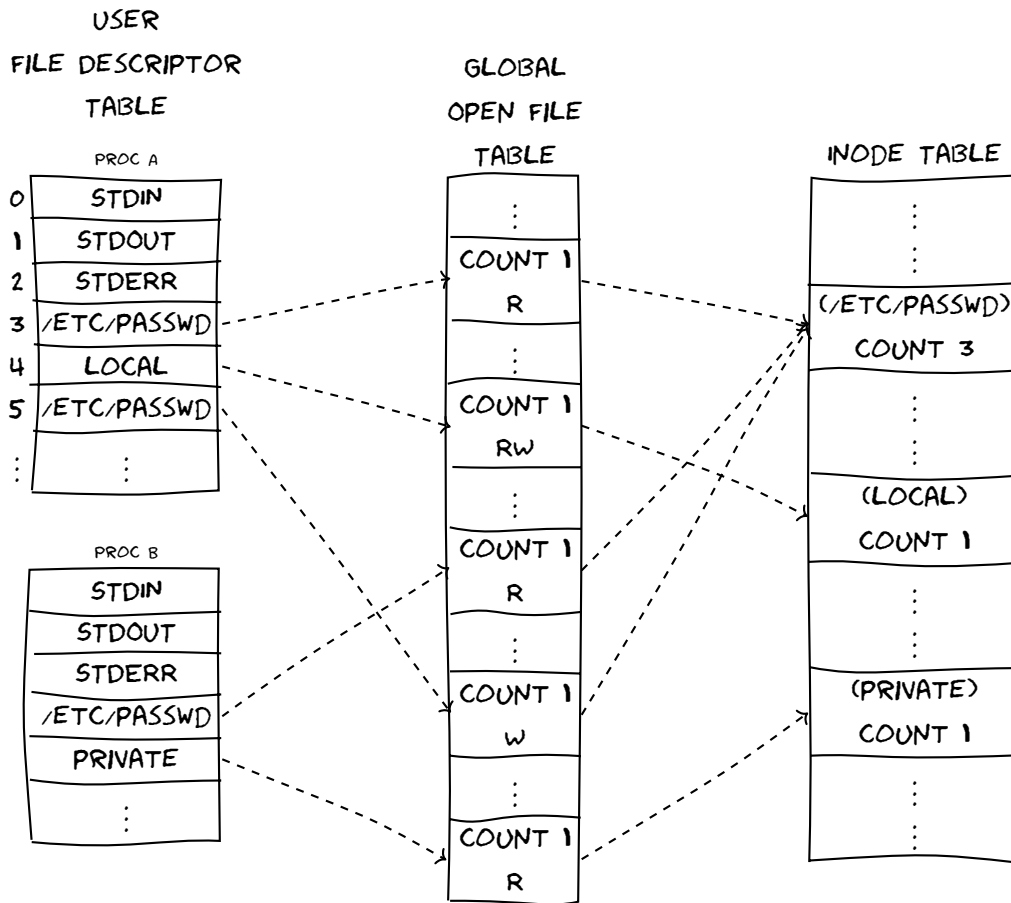 USER
FILE DESCRIPTOR
TABLE
PROC A
0 STDIN
1 STDOUT
2 STDERR
3 /ETC/PASSWD
4 LOCAL
5 /ETC/PASSWD
⋮ ⋮
PROC B
STDIN
STDOUT
STDERR
/ETC/PASSWD
PRIVATE
⋮
GLOBAL
OPEN FILE
TABLE
⋮
COUNT 1
R
⋮
COUNT 1
RW
⋮
COUNT 1
R
⋮
COUNT 1
W
⋮
COUNT 1
R
INODE TABLE
⋮
⋮
(/ETC/PASSWD)
COUNT 3
⋮
⋮
(LOCAL)
COUNT 1
⋮
⋮
(PRIVATE)
COUNT 1
⋮
⋮